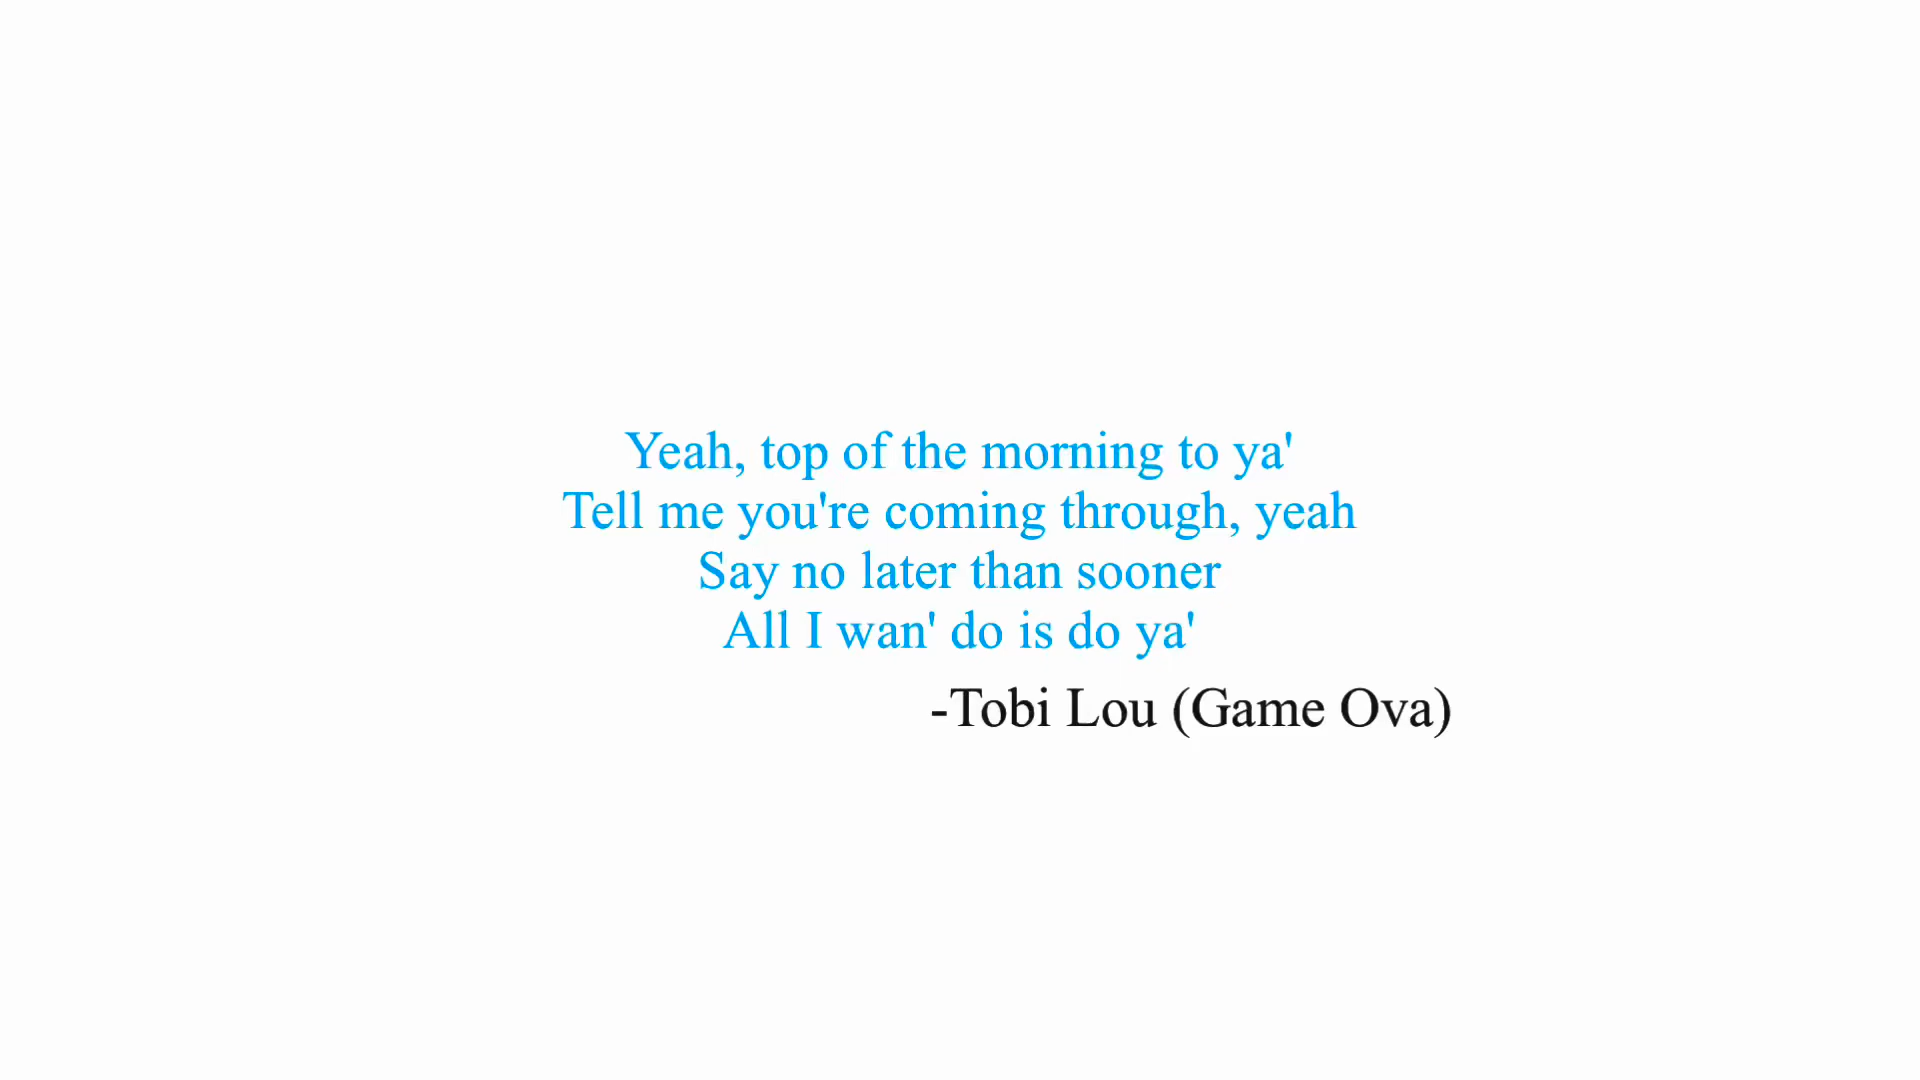 Yeah, top of the morning to ya'
Tell me you're coming through, yeah
Say no later than sooner
All I wan' do is do ya'
-Tobi Lou (Game Ova)